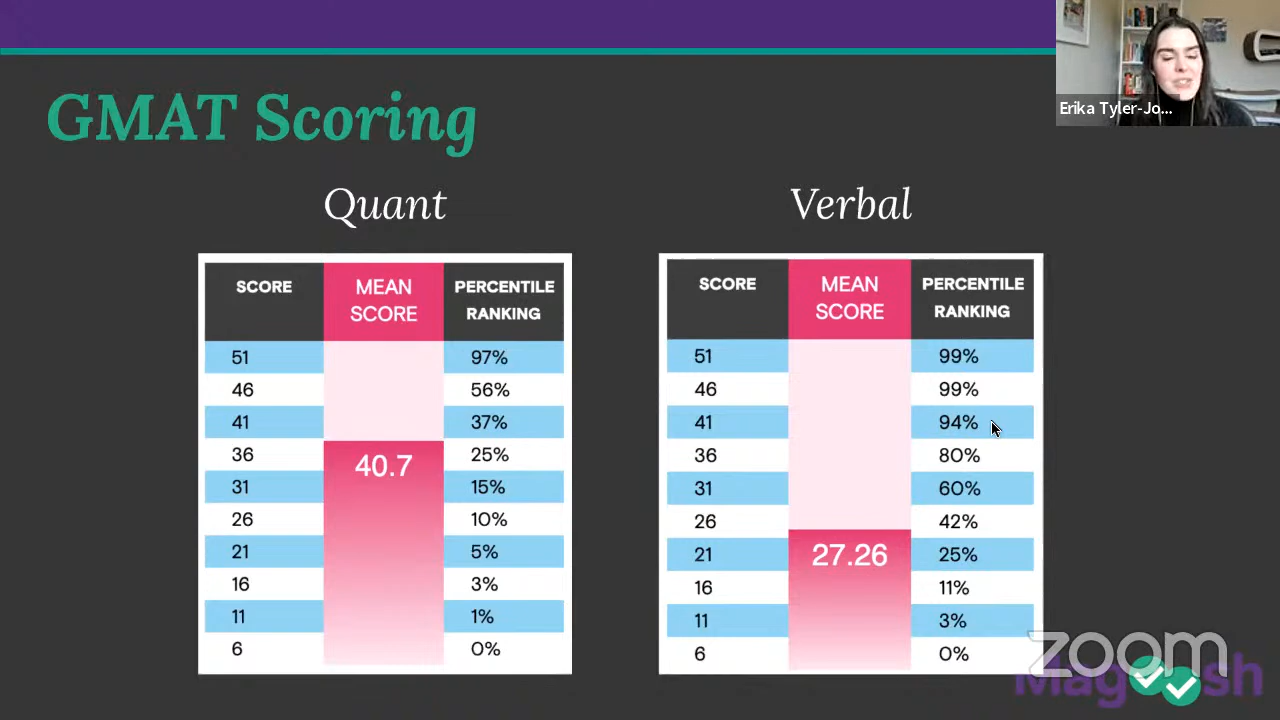 GMAT Scoring
Erika Tyler-Jo...
Quant
Verbal
SCORE MEAN SCORE PERCENTILE RANKING
51 97%
46 56%
41 37%
36 40.7 25%
31 15%
26 10%
21 5%
16 3%
11 1%
6 0%
SCORE MEAN SCORE PERCENTILE RANKING
51 99%
46 99%
41 94%
36 80%
31 60%
26 42%
21 27.26 25%
16 11%
11 3%
6 0%
zoom
Magoosh